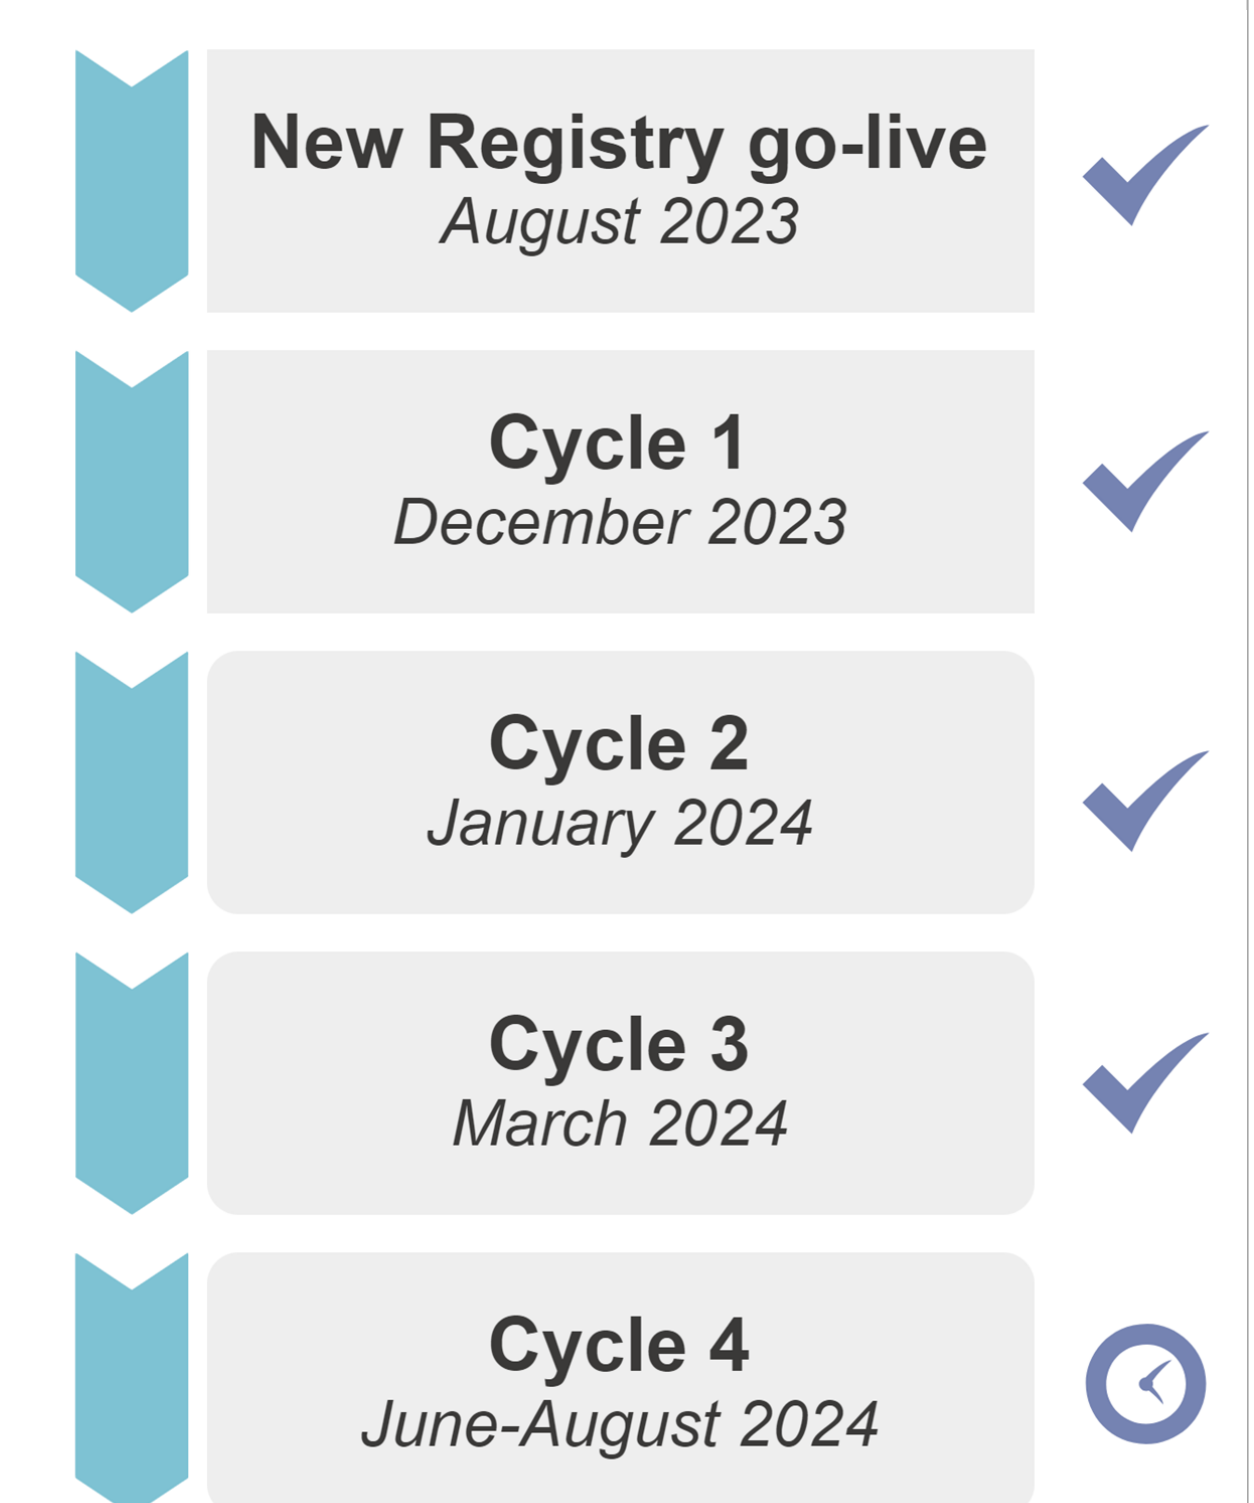 New Registry go-live
August 2023
Cycle 1
December 2023
Cycle 2
January 2024
Cycle 3
March 2024
Cycle 4
June-August 2024